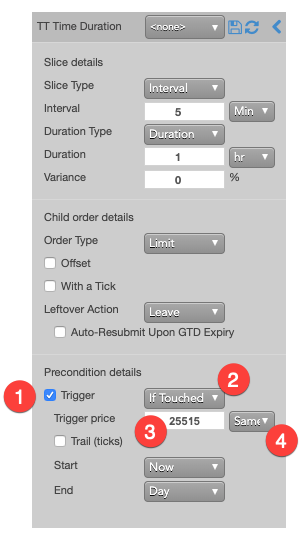 TT Time Duration <none>
Slice details
Slice Type Interval
Interval 5 Min
Duration Type Duration
Duration 1 hr
Variance 0 %
Child order details
Order Type Limit
Offset
With a Tick
Leftover Action Leave
Auto-Resubmit Upon GTD Expiry
Precondition details
1 Trigger If Touched 2
Trigger price 3 25515 Same 4
Trail (ticks)
Start Now
End Day